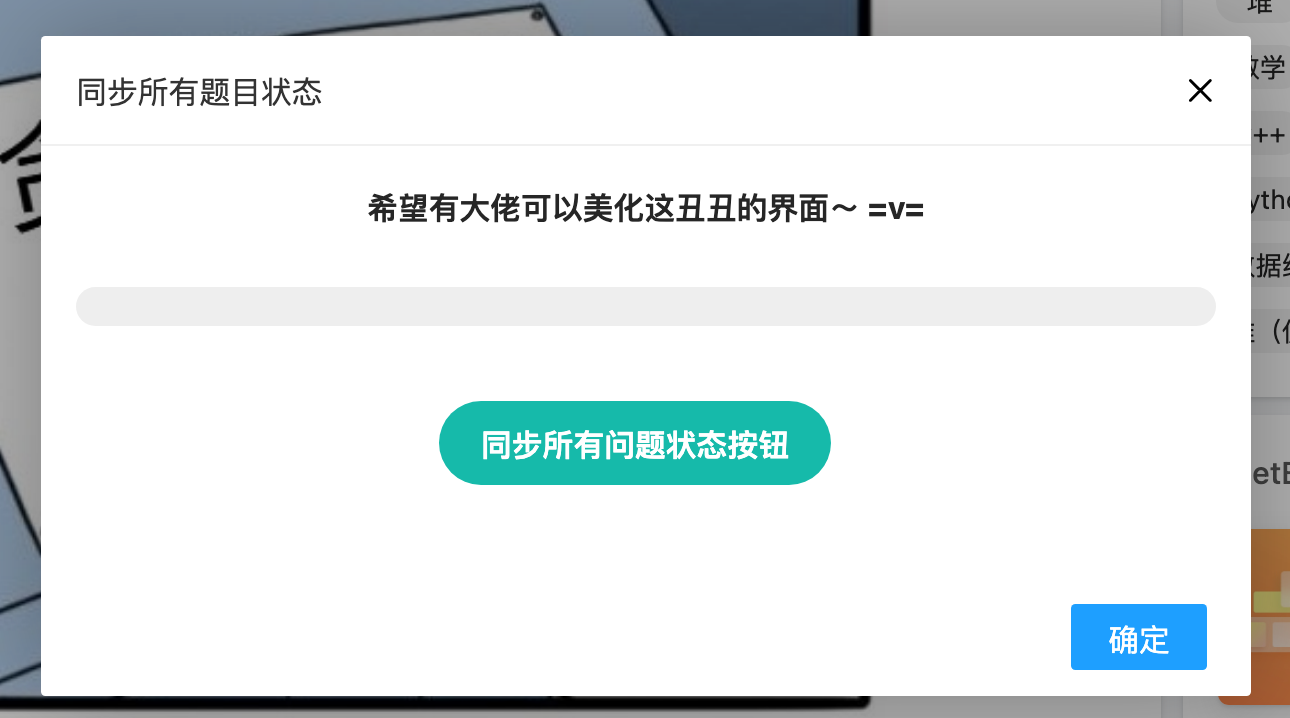 同步所有题目状态
希望有大佬可以美化这丑丑的界面～ =v=
同步所有问题状态按钮
确定
堆
数学
++
ytho
数据结
etE